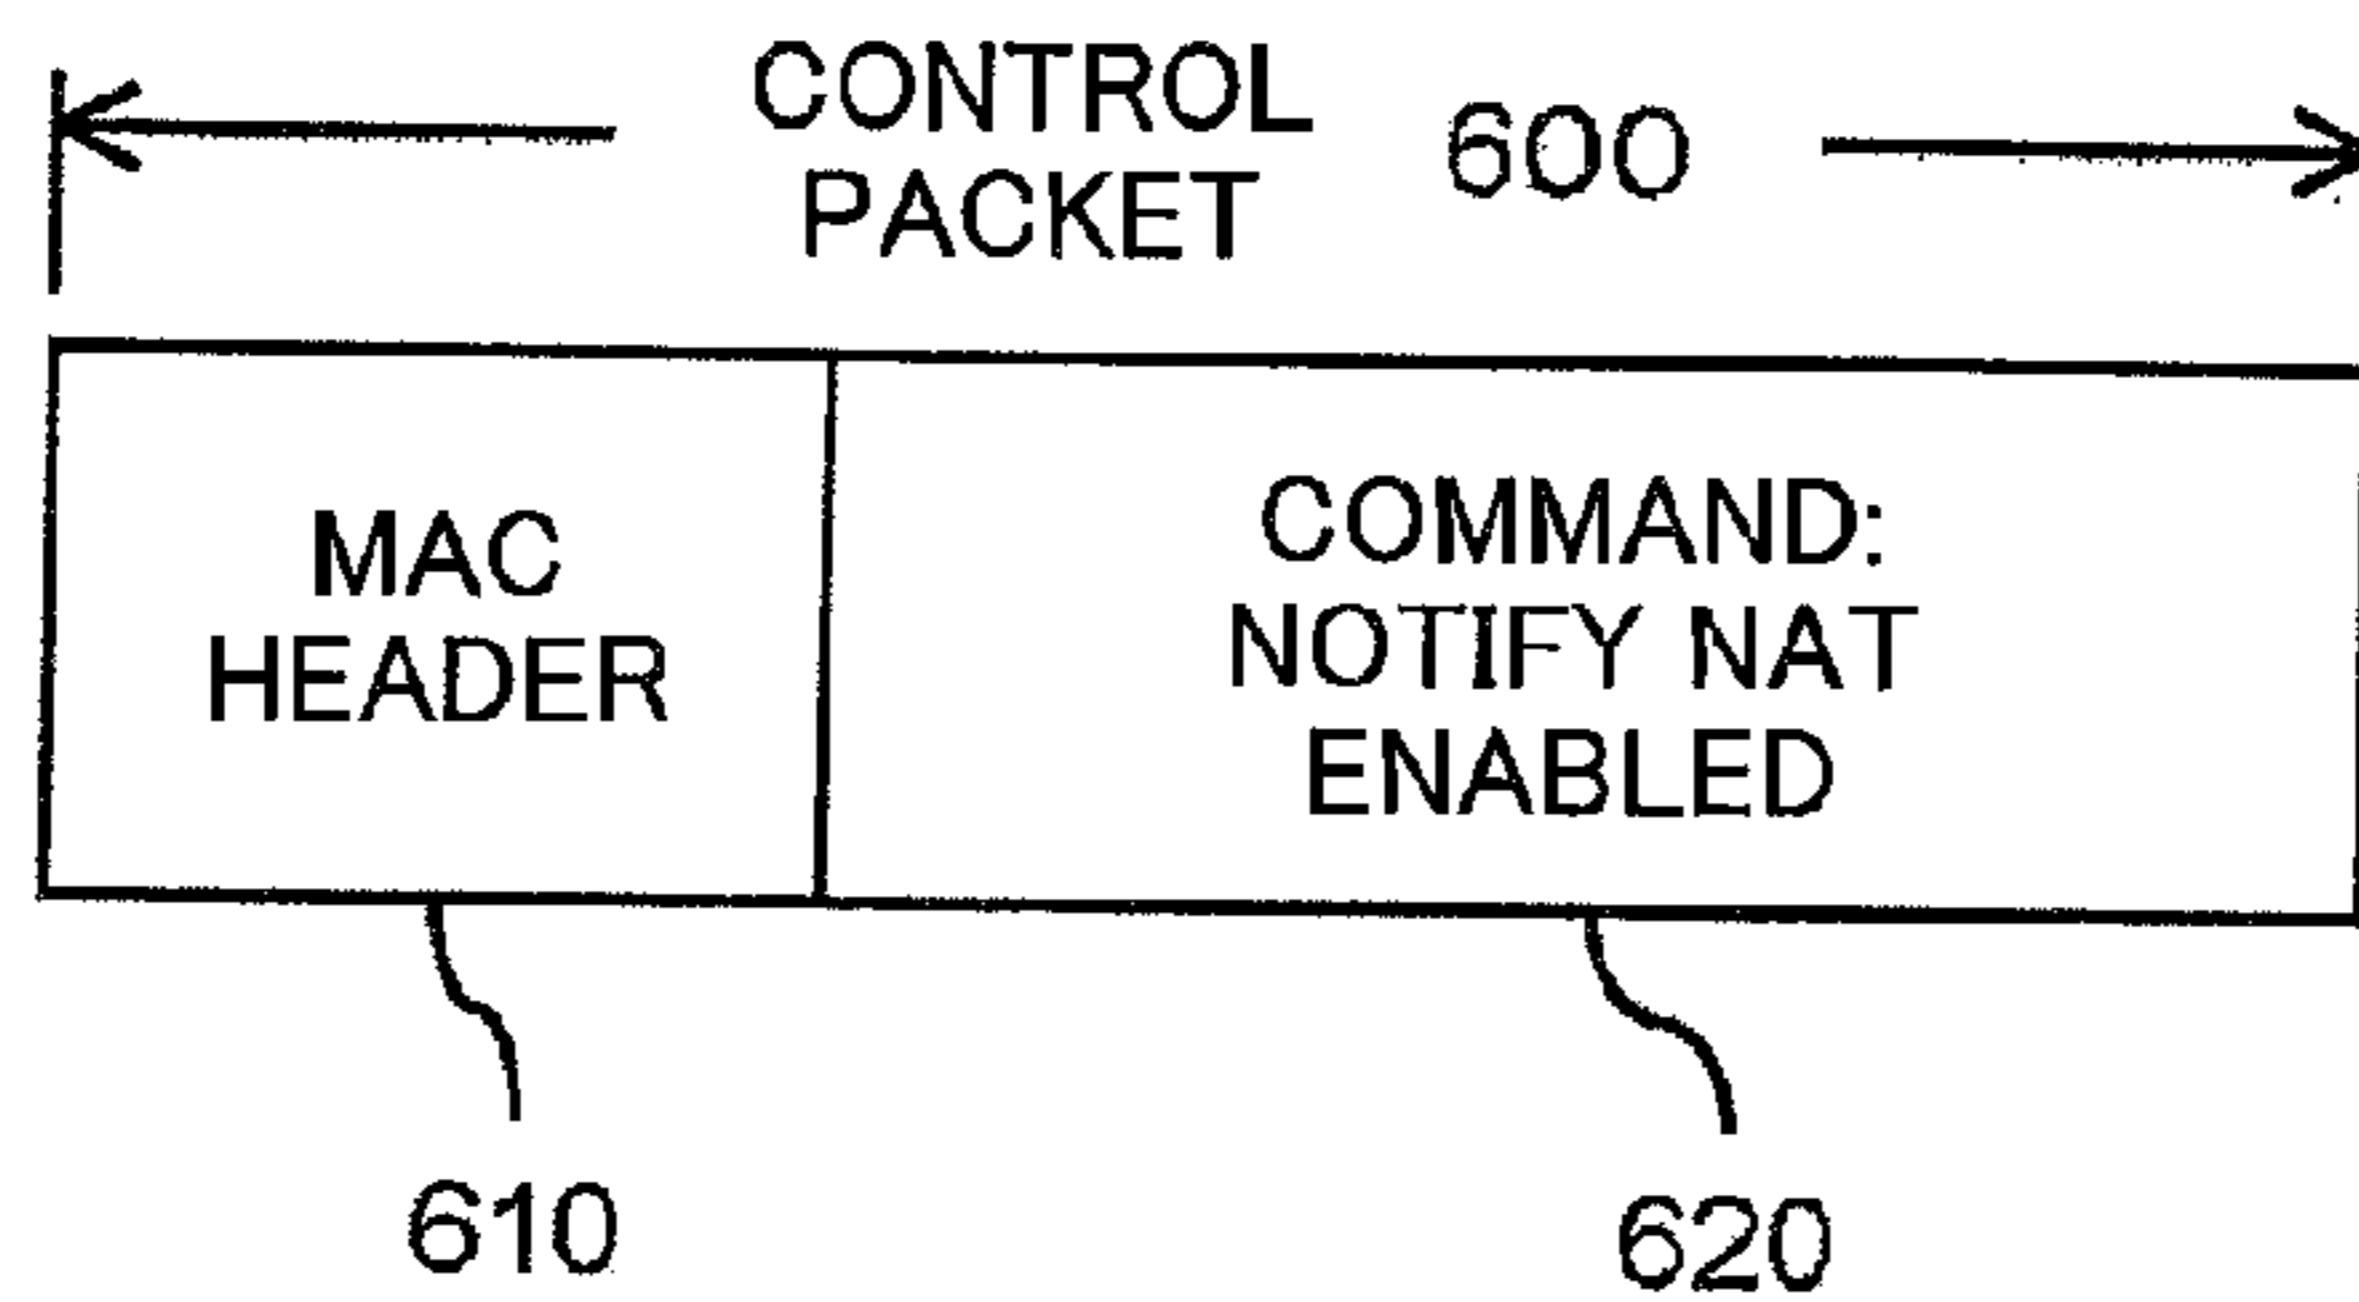 CONTROL
PACKET 600
MAC
HEADER
COMMAND:
NOTIFY NAT
ENABLED
610
620